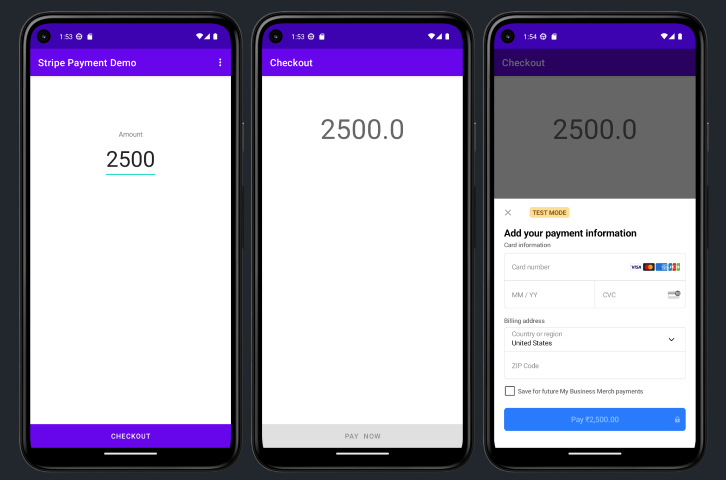 1:53
Stripe Payment Demo
Amount
2500
CHECKOUT
1:53
Checkout
2500.0
PAY NOW
1:54
Checkout
2500.0
TEST MODE
Add your payment information
Card information
Card number
VISA
MM / YY
CVC
Billing address
Country or region
United States
ZIP Code
Save for future My Business Merch payments
Pay ₹2,500.00